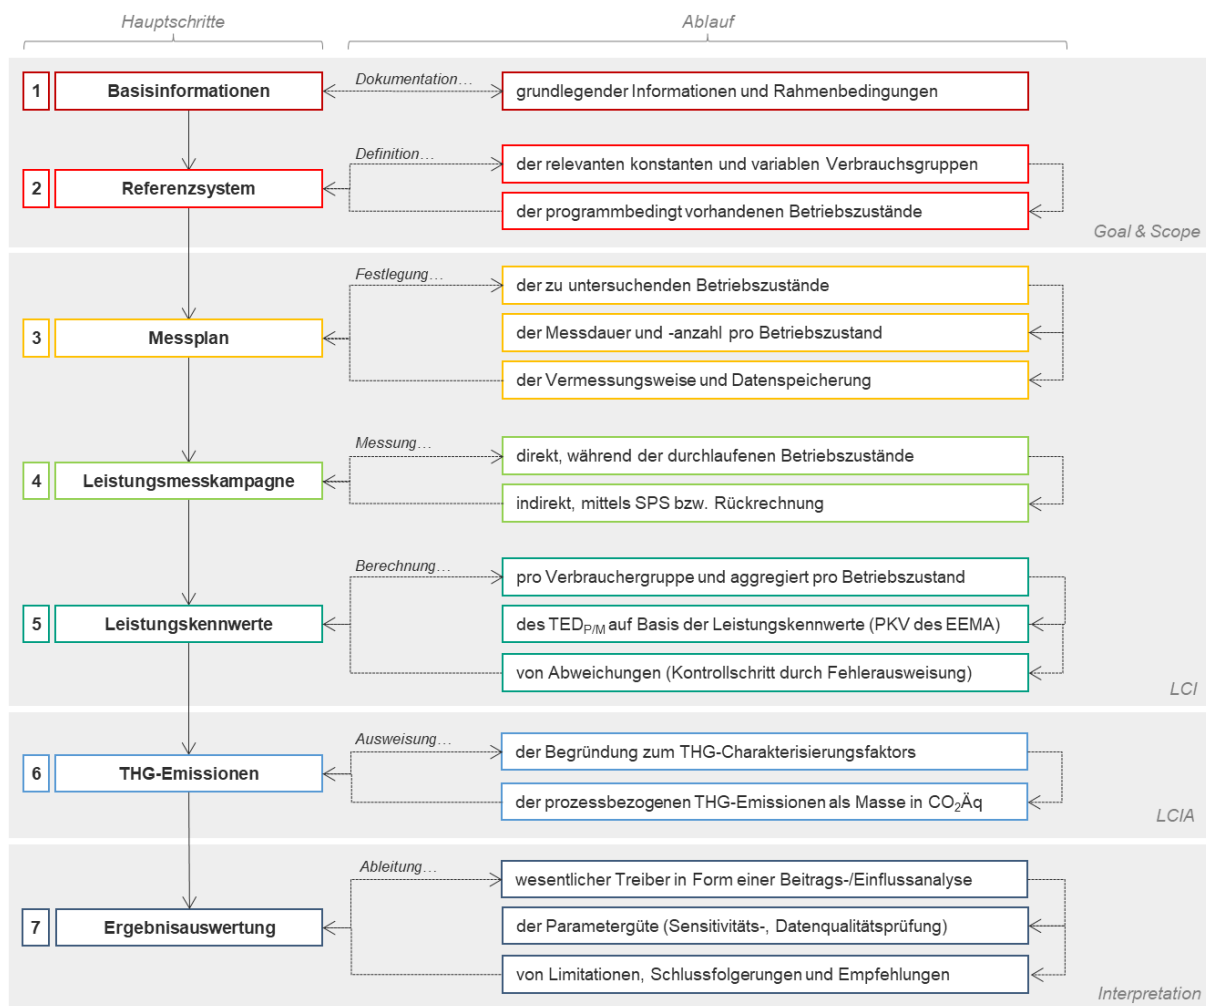 Hauptschritte
Ablauf
1
Basisinformationen
Dokumentation…
grundlegender Informationen und Rahmenbedingungen
2
Referenzsystem
Definition…
der relevanten konstanten und variablen Verbrauchsgruppen
der programmbedingt vorhandenen Betriebszustände
Goal & Scope
3
Messplan
Festlegung…
der zu untersuchenden Betriebszustände
der Messdauer und -anzahl pro Betriebszustand
der Vermessungsweise und Datenspeicherung
4
Leistungsmesskampagne
Messung…
direkt, während der durchlaufenen Betriebszustände
indirekt, mittels SPS bzw. Rückrechnung
5
Leistungskennwerte
Berechnung…
pro Verbrauchergruppe und aggregiert pro Betriebszustand
des TED_P/M auf Basis der Leistungskennwerte (PKV des EEMA)
von Abweichungen (Kontrollschritt durch Fehlerausweisung)
LCI
6
THG-Emissionen
Ausweisung…
der Begründung zum THG-Charakterisierungsfaktors
der prozessbezogenen THG-Emissionen als Masse in CO₂Äq
LCIA
7
Ergebnisauswertung
Ableitung…
wesentlicher Treiber in Form einer Beitrags-/Einflussanalyse
der Parametergüte (Sensitivitäts-, Datenqualitätsprüfung)
von Limitationen, Schlussfolgerungen und Empfehlungen
Interpretation